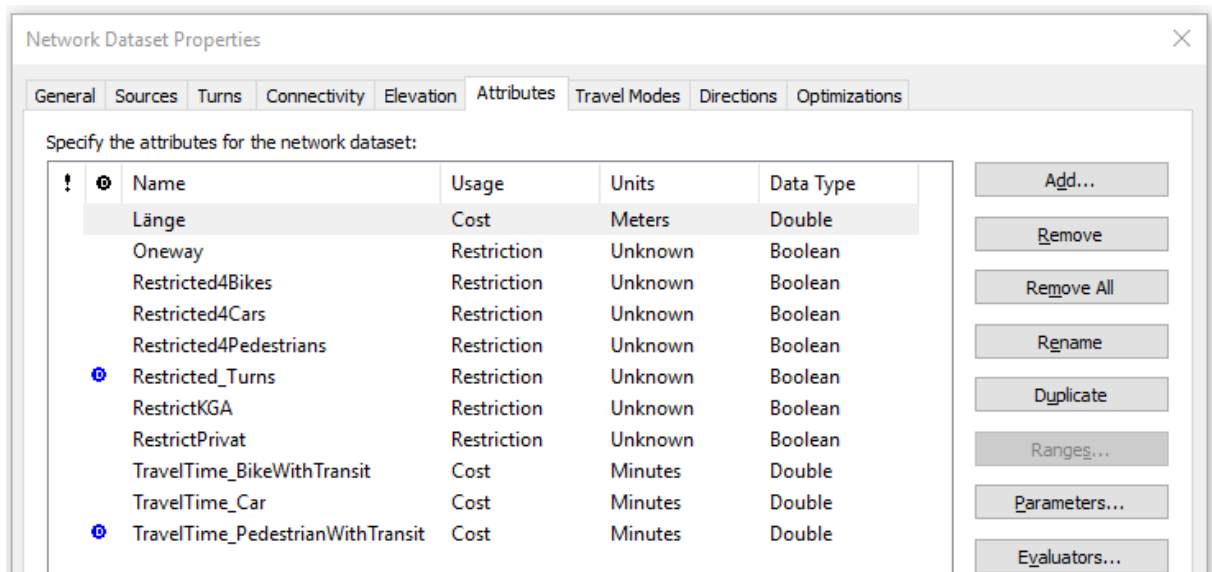 Network Dataset Properties
General Sources Turns Connectivity Elevation Attributes Travel Modes Directions Optimizations
Specify the attributes for the network dataset:
! D Name Usage Units Data Type
Länge Cost Meters Double
Oneway Restriction Unknown Boolean
Restricted4Bikes Restriction Unknown Boolean
Restricted4Cars Restriction Unknown Boolean
Restricted4Pedestrians Restriction Unknown Boolean
D Restricted_Turns Restriction Unknown Boolean
RestrictKGA Restriction Unknown Boolean
RestrictPrivat Restriction Unknown Boolean
TravelTime_BikeWithTransit Cost Minutes Double
TravelTime_Car Cost Minutes Double
D TravelTime_PedestrianWithTransit Cost Minutes Double
Add...
Remove
Remove All
Rename
Duplicate
Ranges...
Parameters...
Evaluators...